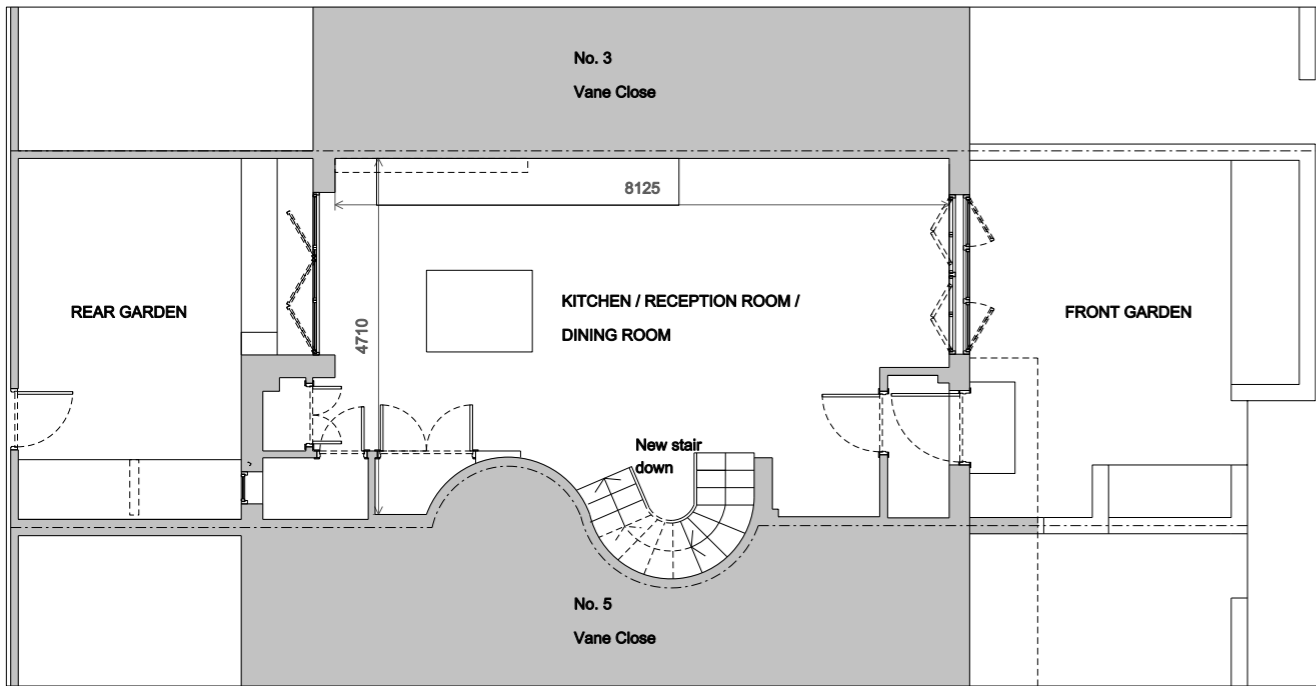 No. 3
Vane Close
8125
4710
REAR GARDEN
KITCHEN / RECEPTION ROOM /
DINING ROOM
FRONT GARDEN
New stair
down
No. 5
Vane Close